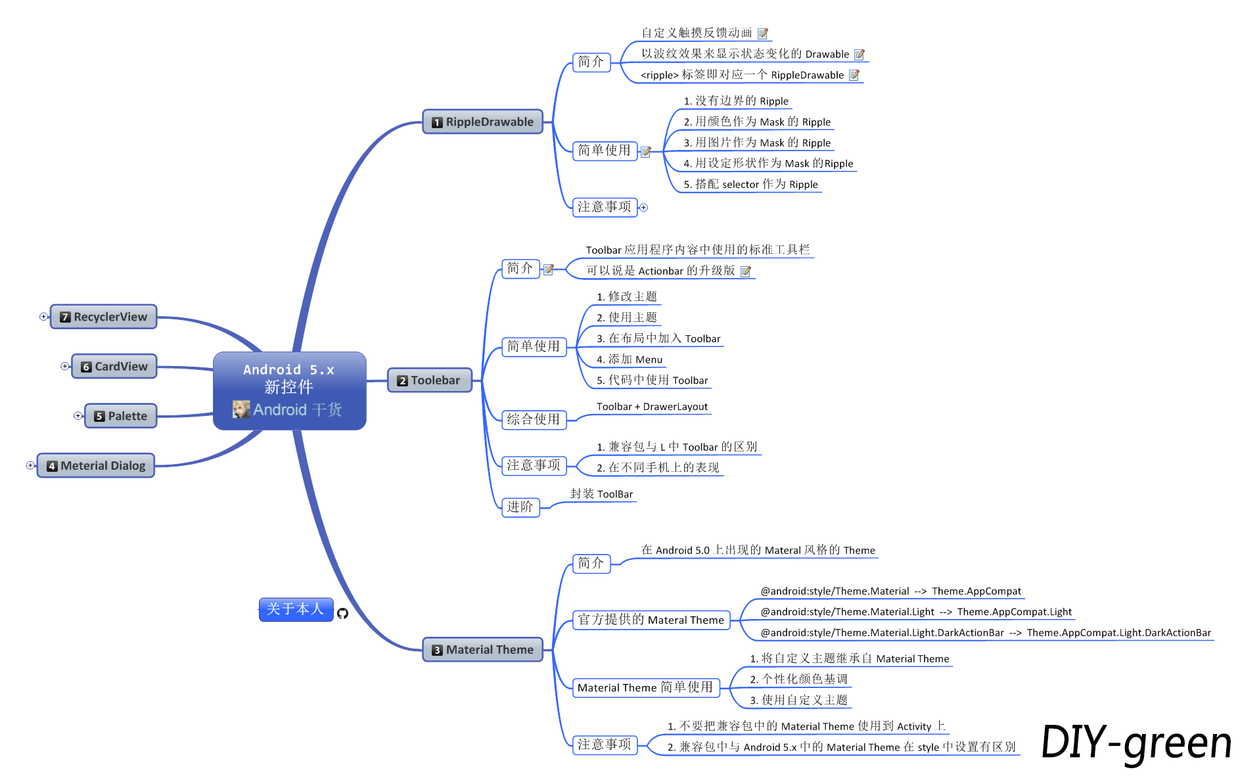 Android 5.x
新控件
Android 干货
1 RippleDrawable
简介
自定义触摸反馈动画
以波纹效果来显示状态变化的 Drawable
<ripple> 标签即对应一个 RippleDrawable
简单使用
1. 没有边界的 Ripple
2. 用颜色作为 Mask 的 Ripple
3. 用图片作为 Mask 的 Ripple
4. 用设定形状作为 Mask 的Ripple
5. 搭配 selector 作为 Ripple
注意事项
2 Toolebar
简介
Toolbar 应用程序内容中使用的标准工具栏
可以说是 Actionbar 的升级版
简单使用
1. 修改主题
2. 使用主题
3. 在布局中加入 Toolbar
4. 添加 Menu
5. 代码中使用 Toolbar
综合使用
Toolbar + DrawerLayout
注意事项
1. 兼容包与 L 中 Toolbar 的区别
2. 在不同手机上的表现
进阶
封装 ToolBar
3 Material Theme
简介
在 Android 5.0 上出现的 Materal 风格的 Theme
官方提供的 Materal Theme
@android:style/Theme.Material --> Theme.AppCompat
@android:style/Theme.Material.Light --> Theme.AppCompat.Light
@android:style/Theme.Material.Light.DarkActionBar --> Theme.AppCompat.Light.DarkActionBar
Material Theme 简单使用
1. 将自定义主题继承自 Material Theme
2. 个性化颜色基调
3. 使用自定义主题
注意事项
1. 不要把兼容包中的 Material Theme 使用到 Activity 上
2. 兼容包中与 Android 5.x 中的 Material Theme 在 style 中设置有区别
4 Meterial Dialog
5 Palette
6 CardView
7 RecyclerView
关于本人
DIY-green